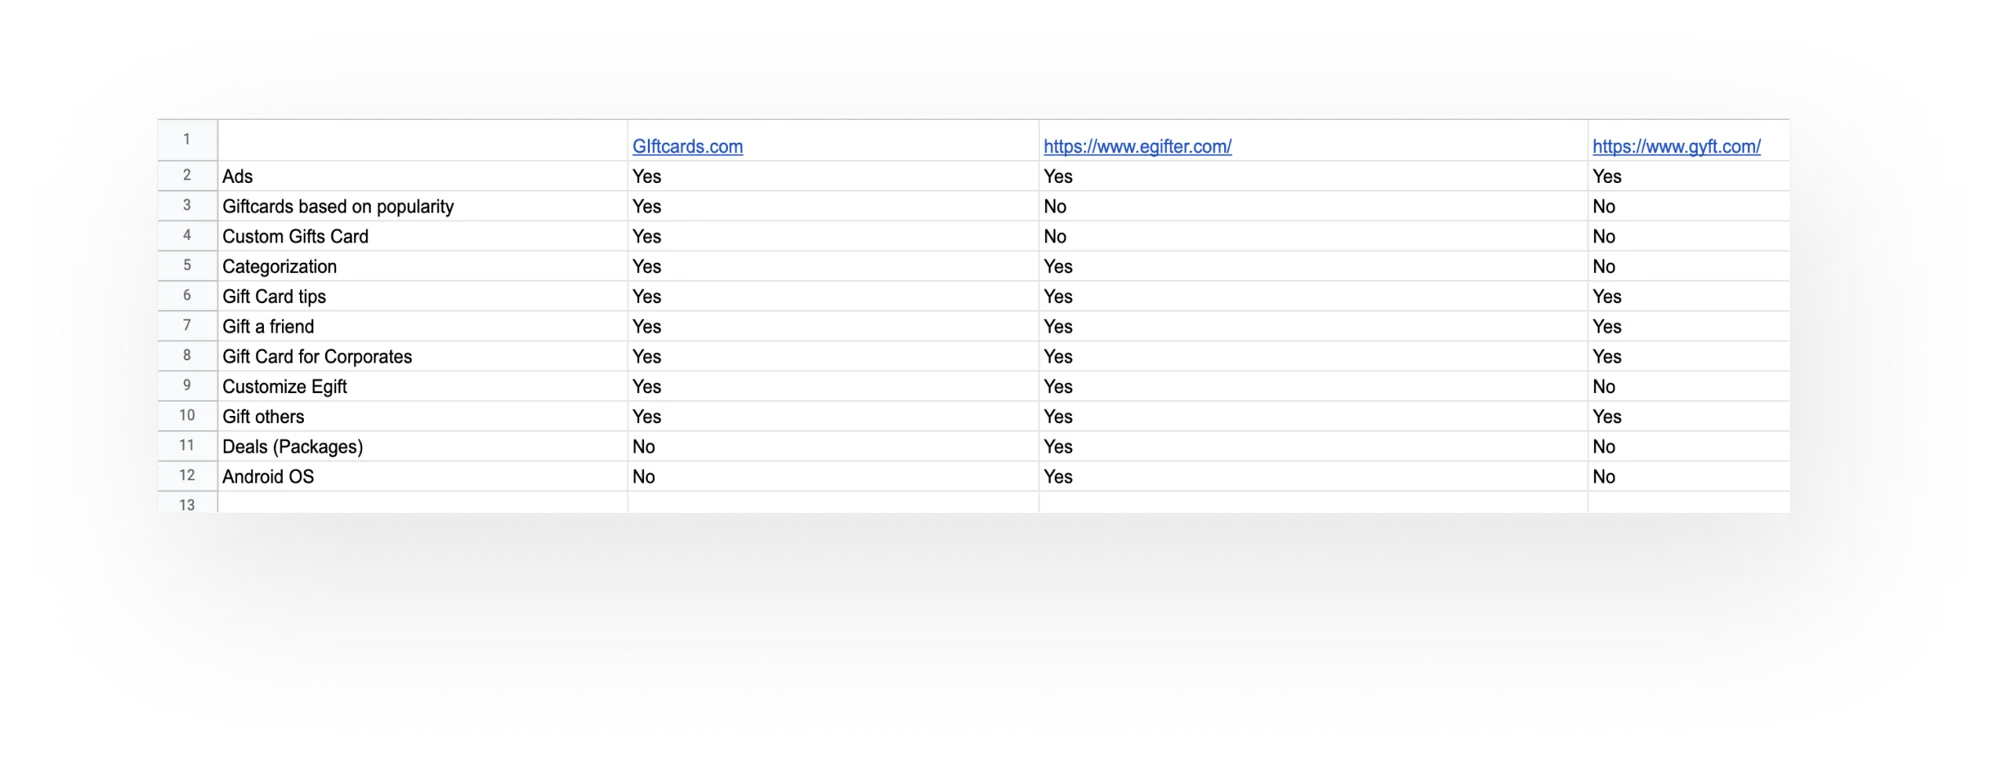 1 GIftcards.com https://www.egifter.com/ https://www.gyft.com/
2 Ads Yes Yes Yes
3 Giftcards based on popularity Yes No No
4 Custom Gifts Card Yes No No
5 Categorization Yes Yes No
6 Gift Card tips Yes Yes Yes
7 Gift a friend Yes Yes Yes
8 Gift Card for Corporates Yes Yes Yes
9 Customize Egift Yes Yes No
10 Gift others Yes Yes Yes
11 Deals (Packages) No Yes No
12 Android OS No Yes No
13